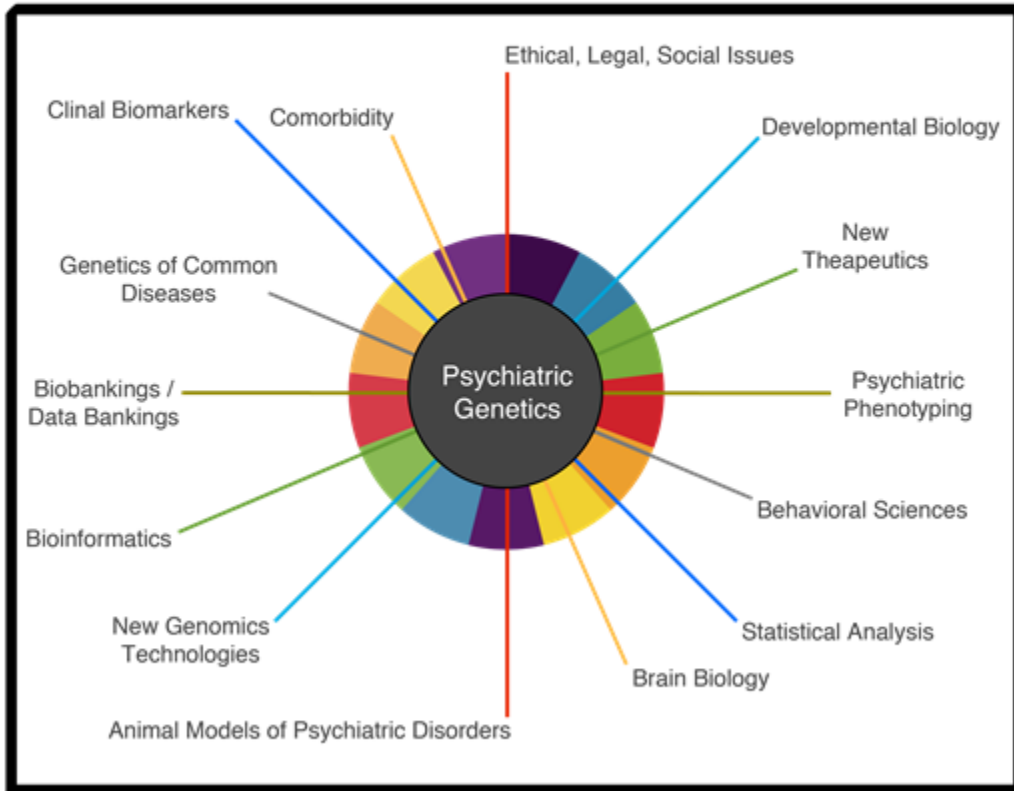 Ethical, Legal, Social Issues
Clinal Biomarkers
Comorbidity
Developmental Biology
New
Theapeutics
Genetics of Common
Diseases
Psychiatric
Genetics
Biobankings /
Data Bankings
Psychiatric
Phenotyping
Behavioral Sciences
Bioinformatics
New Genomics
Technologies
Statistical Analysis
Brain Biology
Animal Models of Psychiatric Disorders